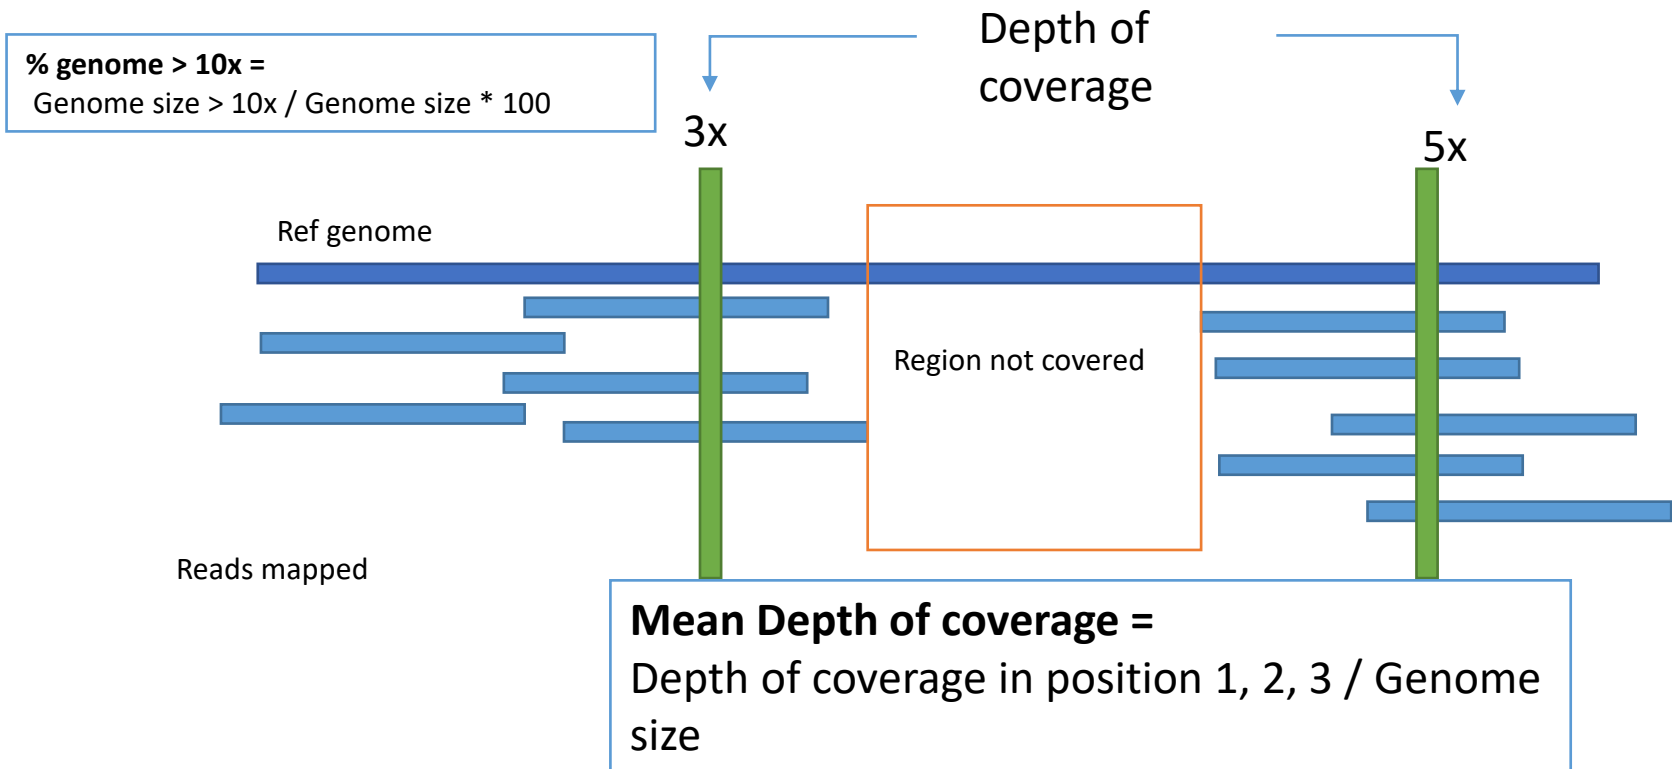 Depth of
coverage
% genome > 10x =
Genome size > 10x / Genome size * 100
3x
5x
Ref genome
Region not covered
Reads mapped
Mean Depth of coverage =
Depth of coverage in position 1, 2, 3 / Genome
size